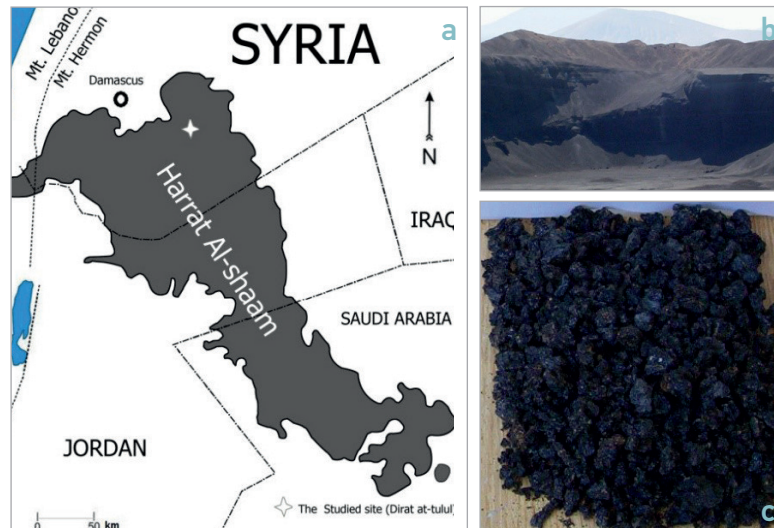 SYRIA
a
Mt. Lebano
Mt. Hermon
Damascus
N
Harrat Al-shaam
IRAQ
SAUDI ARABIA
JORDAN
0 50 km
The Studied site (Dirat at-tulul)
b
c